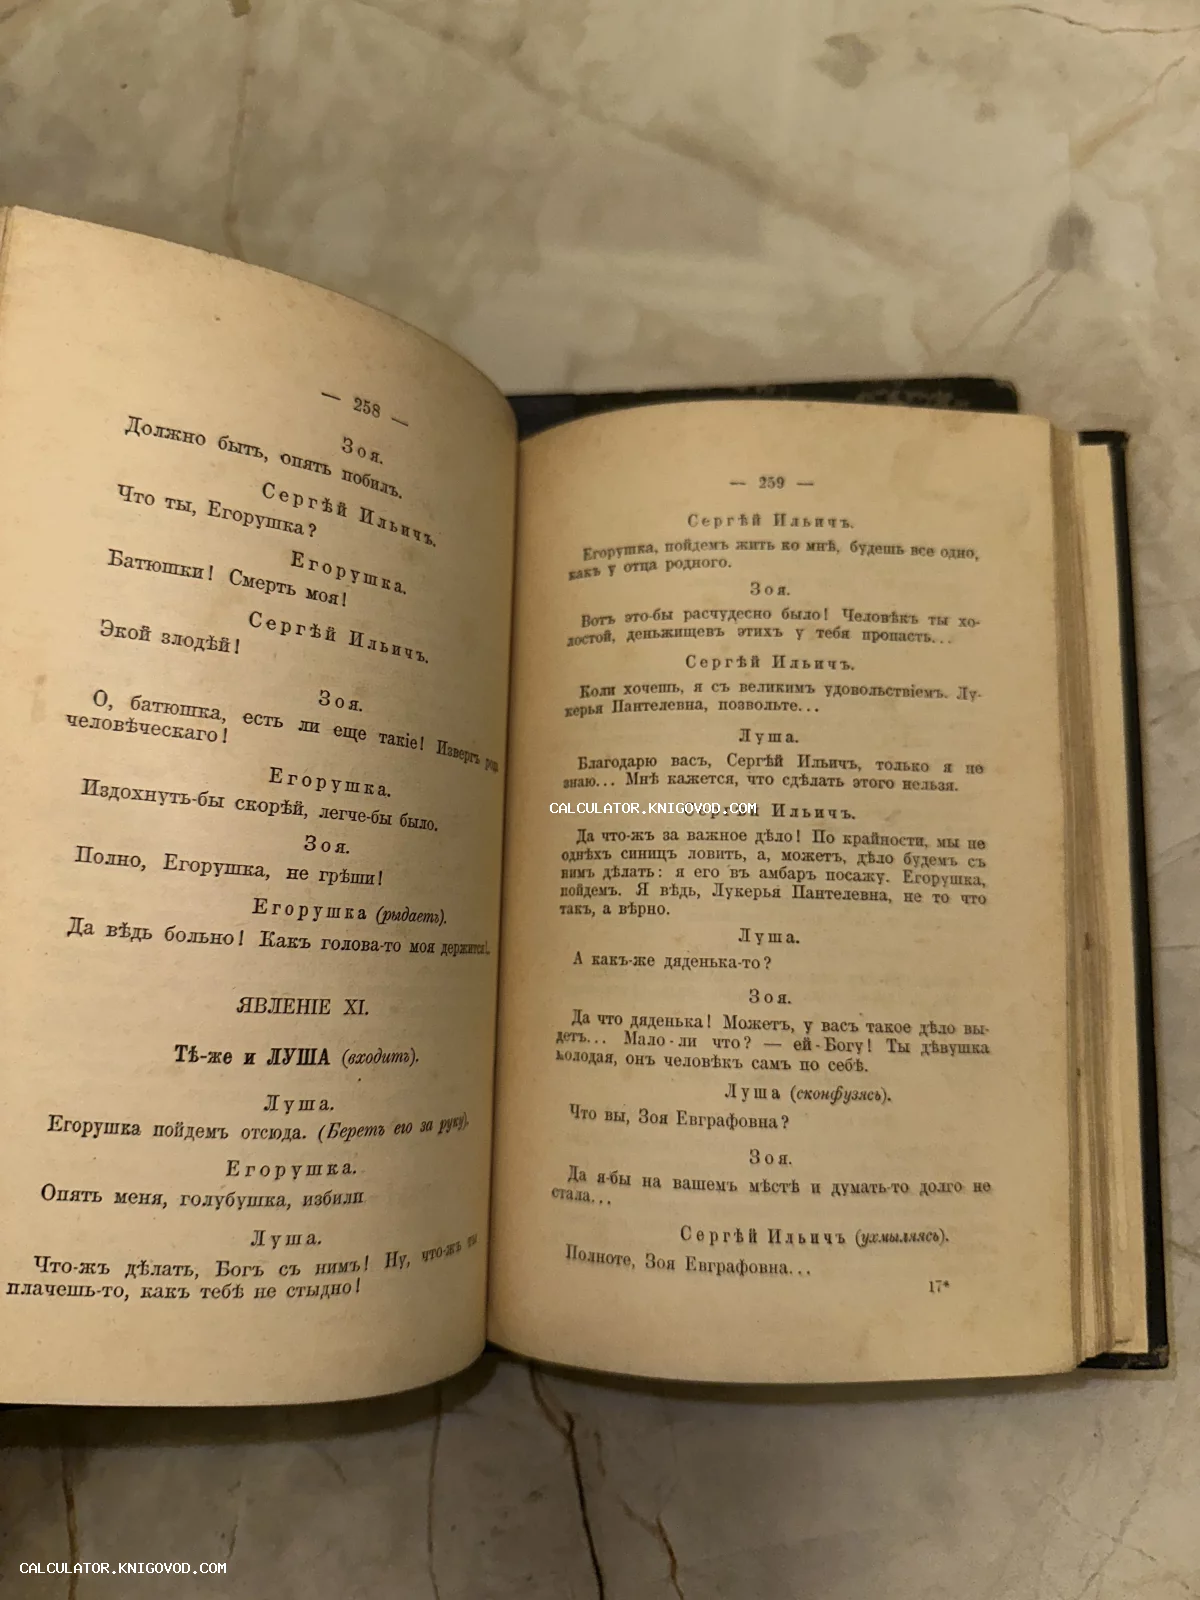 — 258 —
Зоя.
Должно быть, опять побилъ.
Сергѣй Ильичъ.
Что ты, Егорушка?
Егорушка.
Батюшки! Смерть моя!
Сергѣй Ильичъ.
Экой злодѣй!
Зоя.
О, батюшка, есть ли еще такіе! Извергъ рода
человѣческаго!
Егорушка.
Издохнуть-бы скорѣй, легче-бы было.
Зоя.
Полно, Егорушка, не грѣши!
Егорушка (рыдаетъ).
Да вѣдь больно! Какъ голова-то моя держится!.
ЯВЛЕНІЕ XI.
Тѣ-же и ЛУША (входитъ).
Луша.
Егорушка пойдемъ отсюда. (Беретъ его за руку).
Егорушка.
Опять меня, голубушка, избили
Луша.
Что-жъ дѣлать, Богъ съ нимъ! Ну, что-жъ ты
плачешь-то, какъ тебѣ не стыдно!
— 259 —
Сергѣй Ильичъ.
Егорушка, пойдемъ жить ко мнѣ, будешь все одно,
какъ у отца родного.
Зоя.
Вотъ это-бы расчудесно было! Человѣкъ ты хо-
лостой, деньжищевъ этихъ у тебя пропасть...
Сергѣй Ильичъ.
Коли хочешь, я съ великимъ удовольствіемъ. Лу-
керья Пантелевна, позвольте...
Луша.
Благодарю васъ, Сергѣй Ильичъ, только я не
знаю... Мнѣ кажется, что сдѣлать этого нельзя.
Сергѣй Ильичъ.
CALCULATOR.KNIGOVOD.COM
Да что-жъ за важное дѣло! По крайности, мы не
однѣхъ синицъ ловить, а, можетъ, дѣло будемъ съ
нимъ дѣлать: я его въ амбаръ посажу. Егорушка,
пойдемъ. Я вѣдь, Лукерья Пантелевна, не то что
такъ, а вѣрно.
Луша.
А какъ-же дяденька-то?
Зоя.
Да что дяденька! Можетъ, у васъ такое дѣло вы-
детъ... Мало-ли что? — ей-Богу! Ты дѣвушка
молодая, онъ человѣкъ самъ по себѣ.
Луша (сконфузясь).
Что вы, Зоя Евграфовна?
Зоя.
Да я-бы на вашемъ мѣстѣ и думать-то долго не
стала...
Сергѣй Ильичъ (ухмыляясь).
Полноте, Зоя Евграфовна...
17*
CALCULATOR.KNIGOVOD.COM